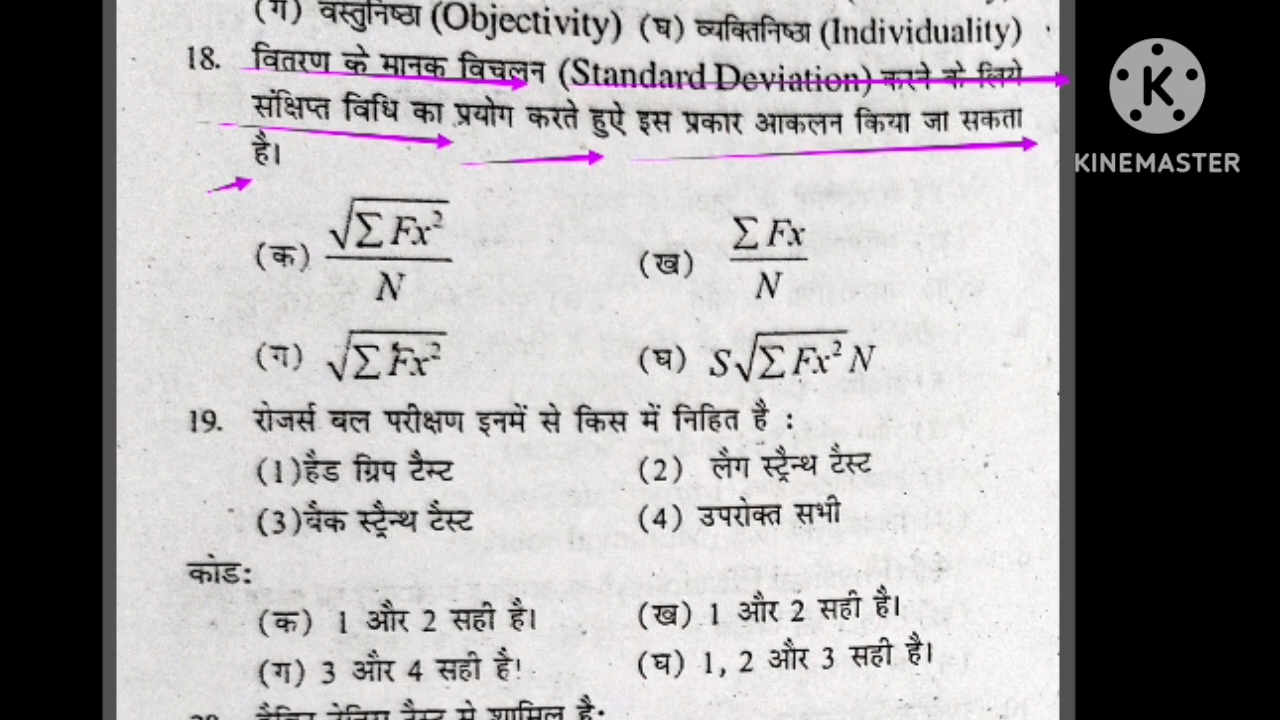 (ग) वस्तुनिष्ठा (Objectivity) (घ) व्यक्तिनिष्ठा (Individuality)
18. वितरण के मानक विचलन (Standard Deviation) करने के लिये
संक्षिप्त विधि का प्रयोग करते हुऐ इस प्रकार आकलन किया जा सकता
है।
KINEMASTER
(क) √ΣFx²/N (ख) ΣFx/N
(ग) √ΣFx² (घ) S√ΣFx² N
19. रोजर्स बल परीक्षण इनमें से किस में निहित है :
(1)हैड ग्रिप टैस्ट (2) लैग स्ट्रैन्थ टैस्ट
(3)बैक स्ट्रैन्थ टैस्ट (4) उपरोक्त सभी
कोड:
(क) 1 और 2 सही है। (ख) 1 और 2 सही है।
(ग) 3 और 4 सही है। (घ) 1, 2 और 3 सही है।